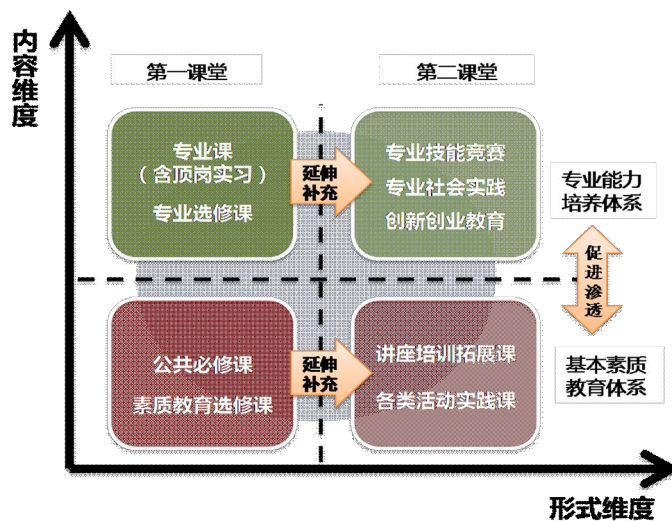 内容维度
第一课堂
第二课堂
专业课
（含顶岗实习）
专业选修课
延伸
补充
专业技能竞赛
专业社会实践
创新创业教育
专业能力
培养体系
促进渗透
公共必修课
素质教育选修课
延伸
补充
讲座培训拓展课
各类活动实践课
基本素质
教育体系
形式维度